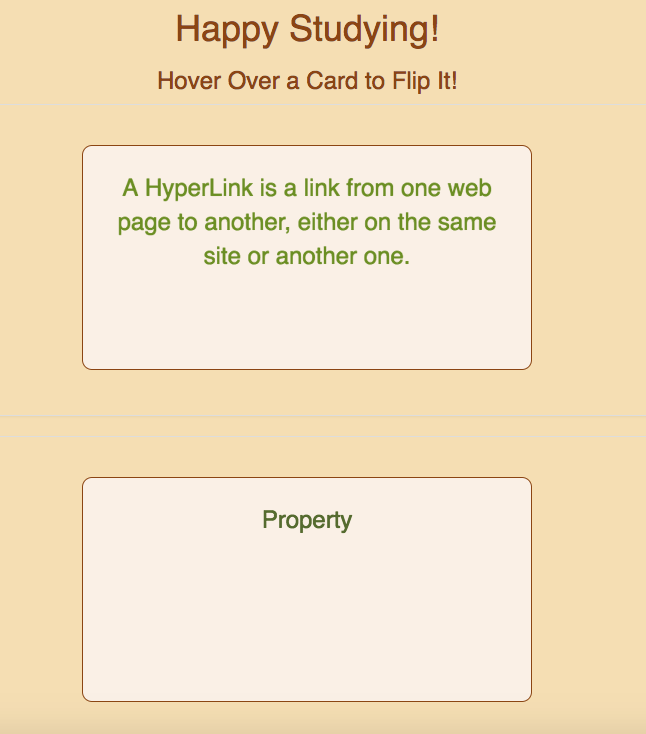 Happy Studying!
Hover Over a Card to Flip It!
A HyperLink is a link from one web
page to another, either on the same
site or another one.
Property